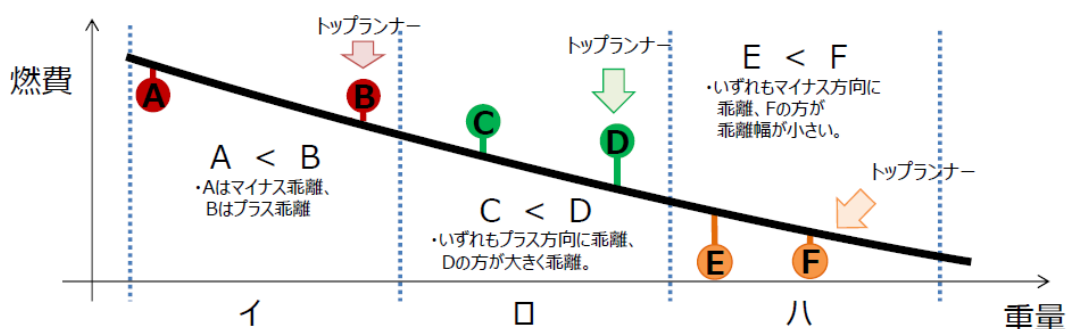 燃費
トップランナー
A
B
A < B
・Aはマイナス乖離、
Bはプラス乖離
トップランナー
C
D
C < D
・いずれもプラス方向に乖離、
Dの方が大きく乖離。
E < F
・いずれもマイナス方向に
乖離、Fの方が
乖離幅が小さい。
トップランナー
E
F
イ
ロ
ハ
重量